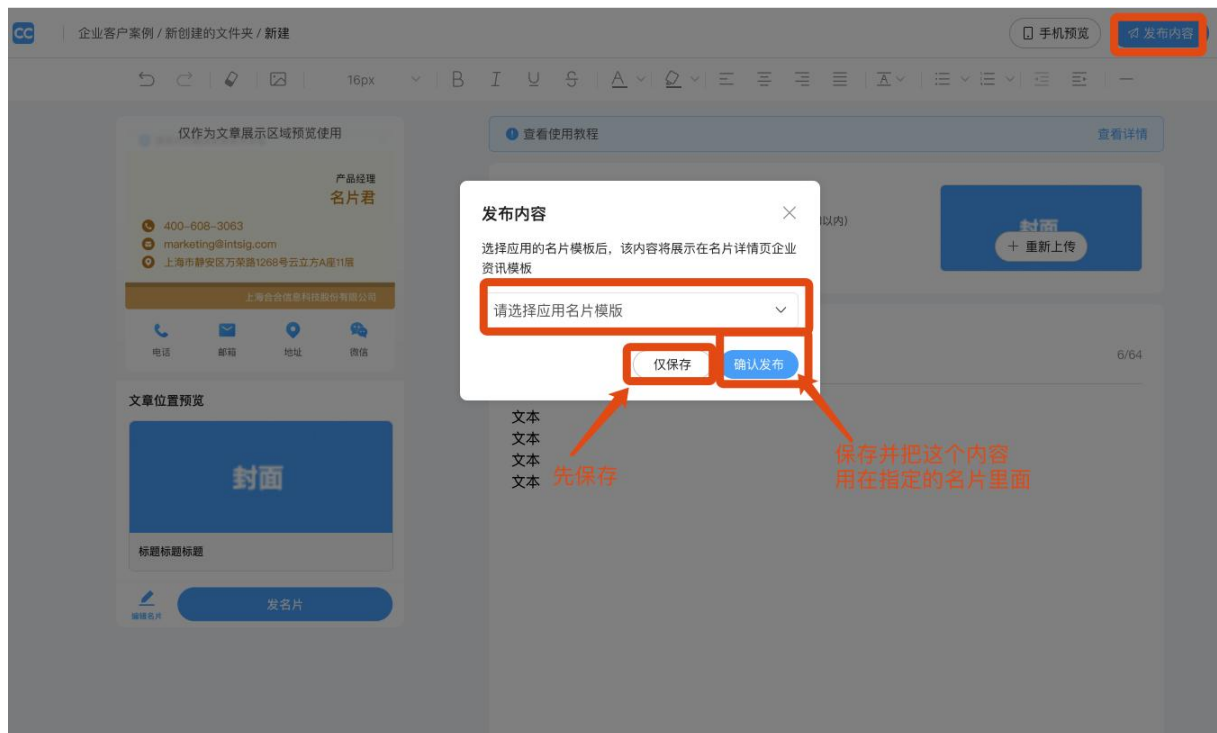 CC
企业客户案例 / 新创建的文件夹 / 新建
手机预览
发布内容
16px
仅作为文章展示区域预览使用
产品经理
名片君
400-608-3063
marketing@intsig.com
上海市静安区万荣路1268号云立方A座11层
上海合合信息科技股份有限公司
电话
邮箱
地址
微信
文章位置预览
封面
标题标题标题
编辑名片
发名片
查看使用教程
查看详情
以内)
封面
+ 重新上传
发布内容
选择应用的名片模板后，该内容将展示在名片详情页企业
资讯模板
请选择应用名片模版
仅保存
确认发布
6/64
文本
文本
文本
文本
先保存
保存并把这个内容
用在指定的名片里面